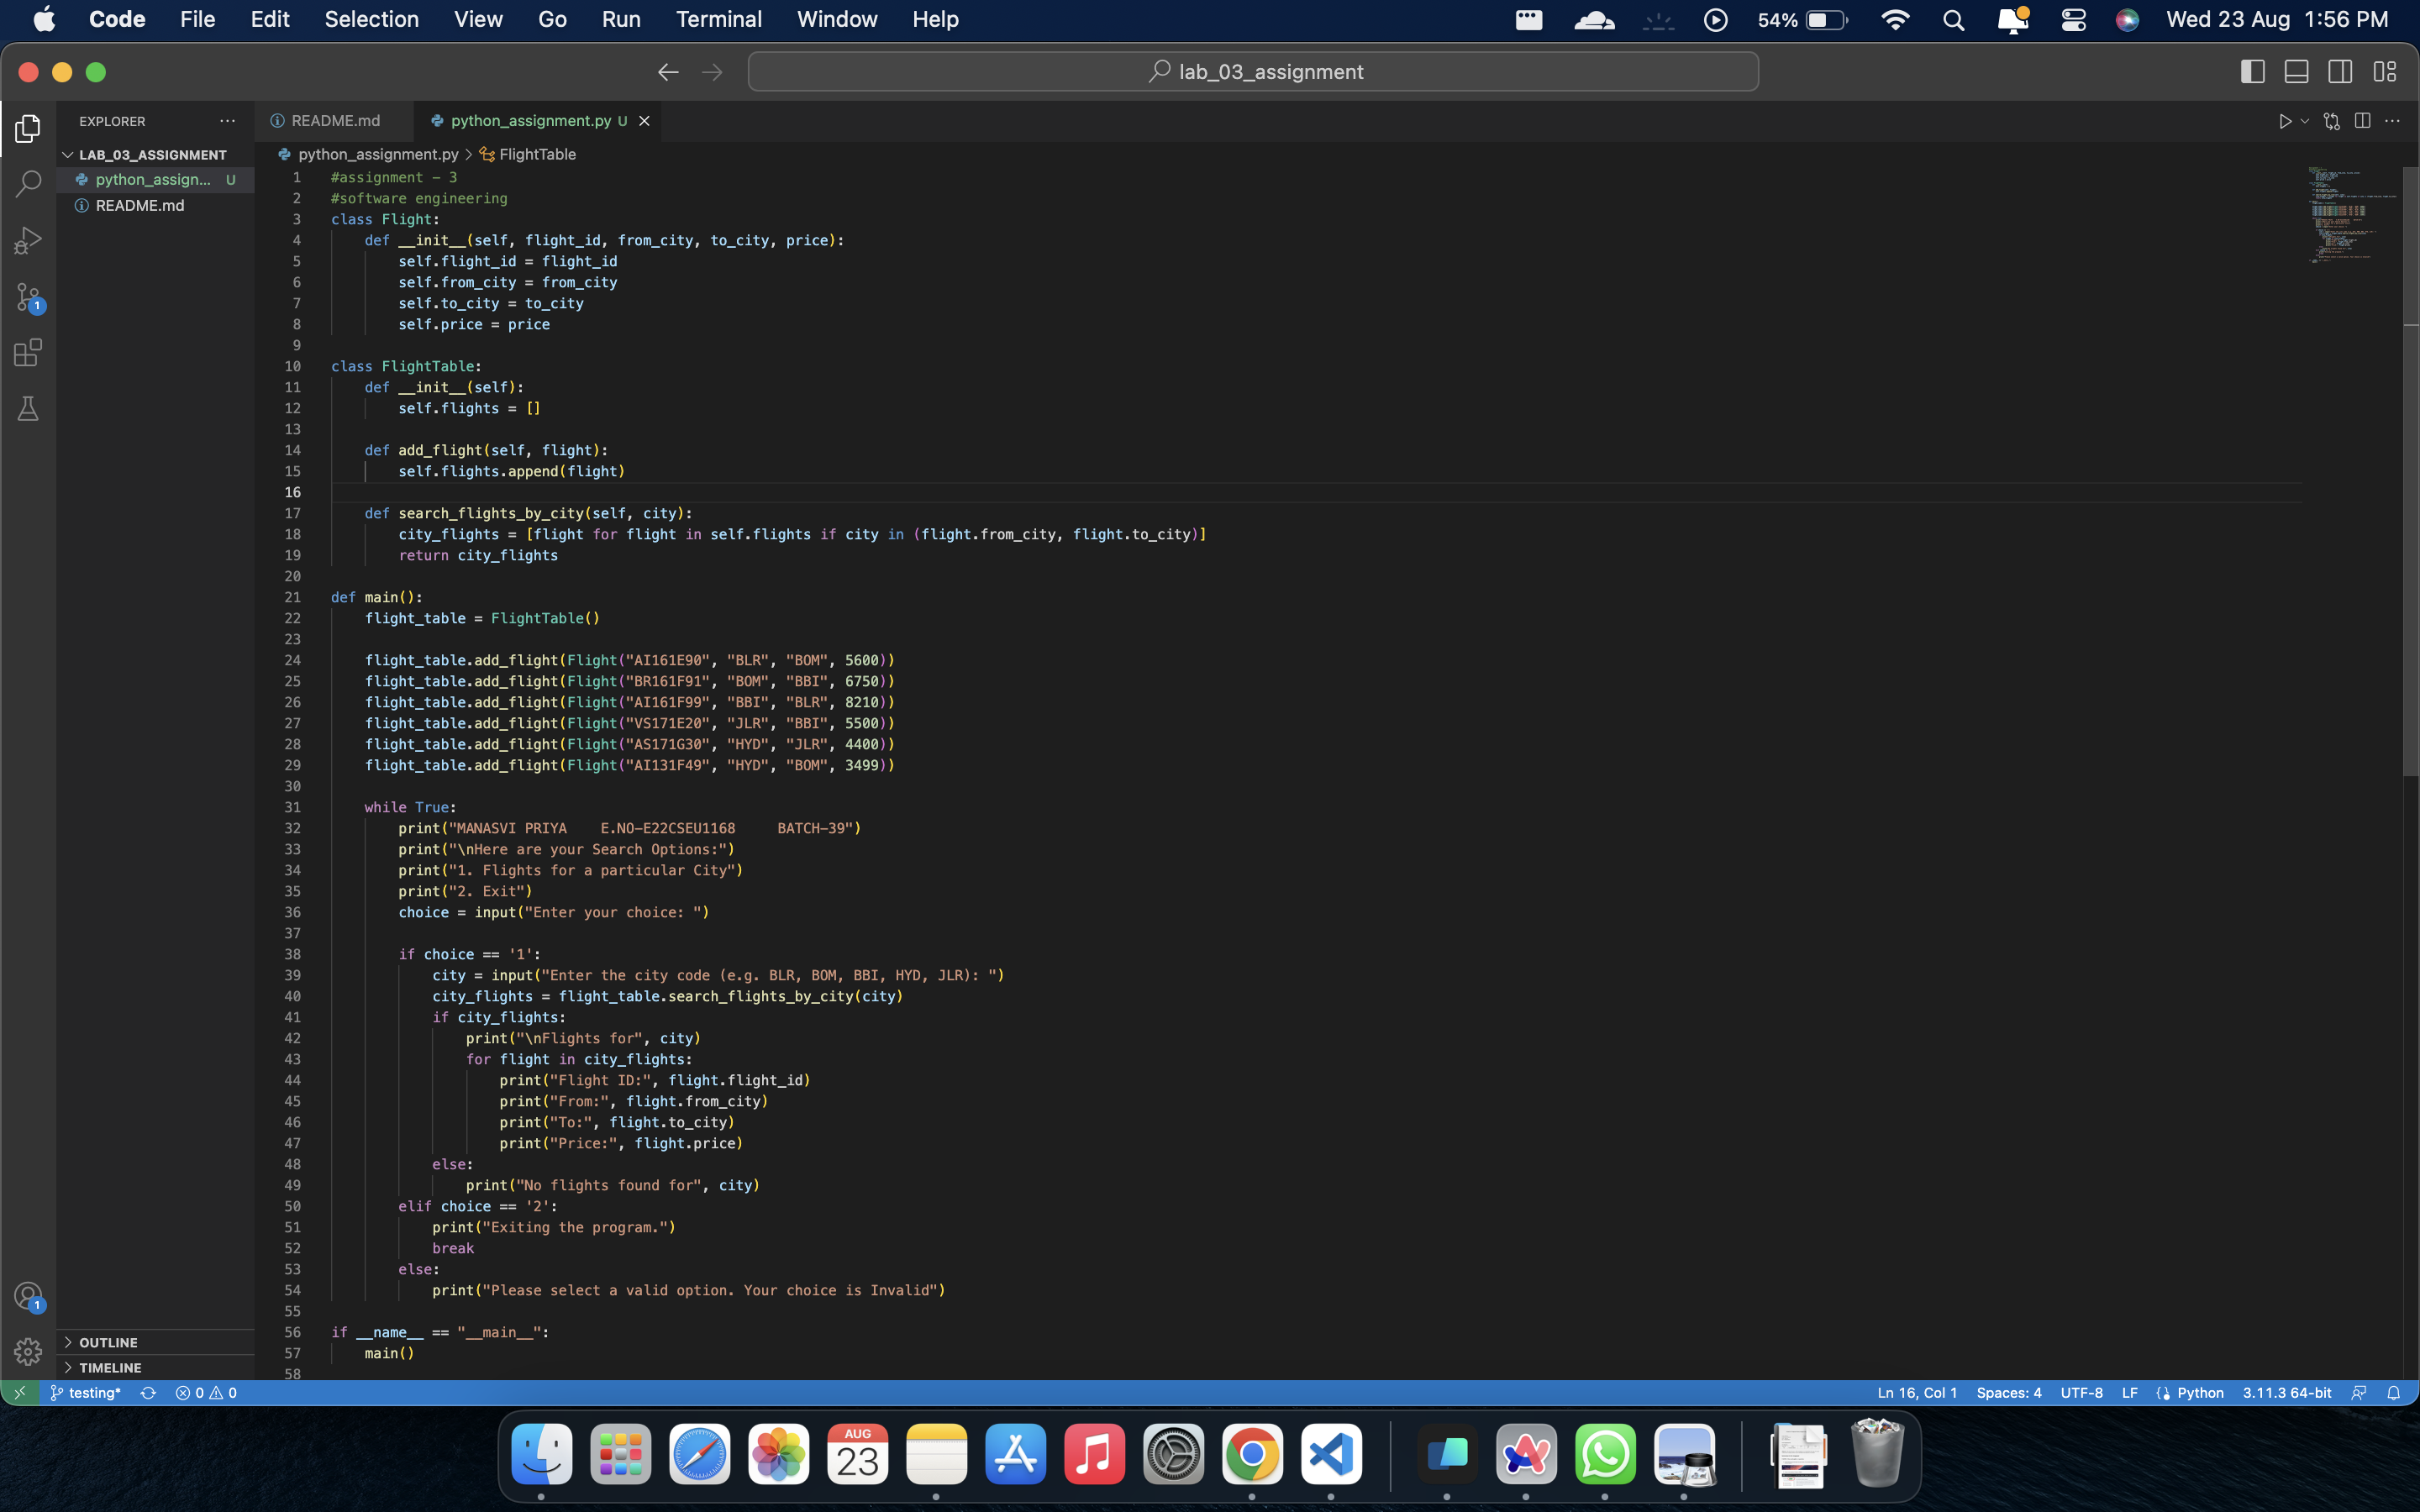 Code File Edit Selection View Go Run Terminal Window Help 54% Wed 23 Aug 1:56 PM
lab_03_assignment
EXPLORER ··· README.md python_assignment.py U
LAB_03_ASSIGNMENT
python_assign... U
README.md
python_assignment.py > FlightTable
1 #assignment - 3
2 #software engineering
3 class Flight:
4     def __init__(self, flight_id, from_city, to_city, price):
5         self.flight_id = flight_id
6         self.from_city = from_city
7         self.to_city = to_city
8         self.price = price
9
10 class FlightTable:
11     def __init__(self):
12         self.flights = []
13
14     def add_flight(self, flight):
15         self.flights.append(flight)
16
17     def search_flights_by_city(self, city):
18         city_flights = [flight for flight in self.flights if city in (flight.from_city, flight.to_city)]
19         return city_flights
20
21 def main():
22     flight_table = FlightTable()
23
24     flight_table.add_flight(Flight("AI161E90", "BLR", "BOM", 5600))
25     flight_table.add_flight(Flight("BR161F91", "BOM", "BBI", 6750))
26     flight_table.add_flight(Flight("AI161F99", "BBI", "BLR", 8210))
27     flight_table.add_flight(Flight("VS171E20", "JLR", "BBI", 5500))
28     flight_table.add_flight(Flight("AS171G30", "HYD", "JLR", 4400))
29     flight_table.add_flight(Flight("AI131F49", "HYD", "BOM", 3499))
30
31     while True:
32         print("MANASVI PRIYA    E.NO-E22CSEU1168     BATCH-39")
33         print("\nHere are your Search Options:")
34         print("1. Flights for a particular City")
35         print("2. Exit")
36         choice = input("Enter your choice: ")
37
38         if choice == '1':
39             city = input("Enter the city code (e.g. BLR, BOM, BBI, HYD, JLR): ")
40             city_flights = flight_table.search_flights_by_city(city)
41             if city_flights:
42                 print("\nFlights for", city)
43                 for flight in city_flights:
44                     print("Flight ID:", flight.flight_id)
45                     print("From:", flight.from_city)
46                     print("To:", flight.to_city)
47                     print("Price:", flight.price)
48             else:
49                 print("No flights found for", city)
50         elif choice == '2':
51             print("Exiting the program.")
52             break
53         else:
54             print("Please select a valid option. Your choice is Invalid")
55
56 if __name__ == "__main__":
57     main()
58
1
1
OUTLINE
TIMELINE
testing* 0 0 Ln 16, Col 1 Spaces: 4 UTF-8 LF Python 3.11.3 64-bit
AUG
23